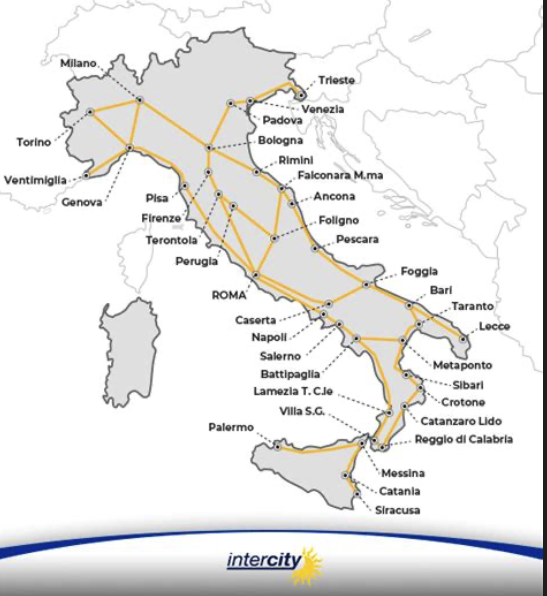 Milano
Trieste
Venezia
Padova
Torino
Bologna
Rimini
Ventimiglia
Falconara M.ma
Genova
Pisa
Ancona
Firenze
Foligno
Terontola
Pescara
Perugia
Foggia
ROMA
Bari
Taranto
Caserta
Lecce
Napoli
Salerno
Metaponto
Battipaglia
Sibari
Lamezia T. C.le
Crotone
Villa S.G.
Catanzaro Lido
Palermo
Reggio di Calabria
Messina
Catania
Siracusa
intercity